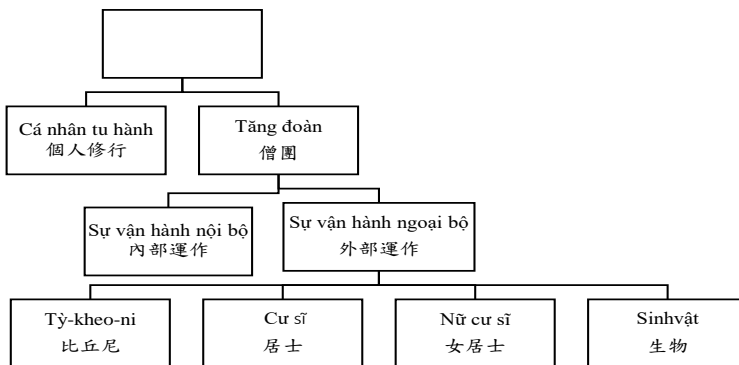 Cá nhân tu hành
個人修行
Tăng đoàn
僧團
Sự vận hành nội bộ
內部運作
Sự vận hành ngoại bộ
外部運作
Tỳ-kheo-ni
比丘尼
Cư sĩ
居士
Nữ cư sĩ
女居士
Sinhvật
生物